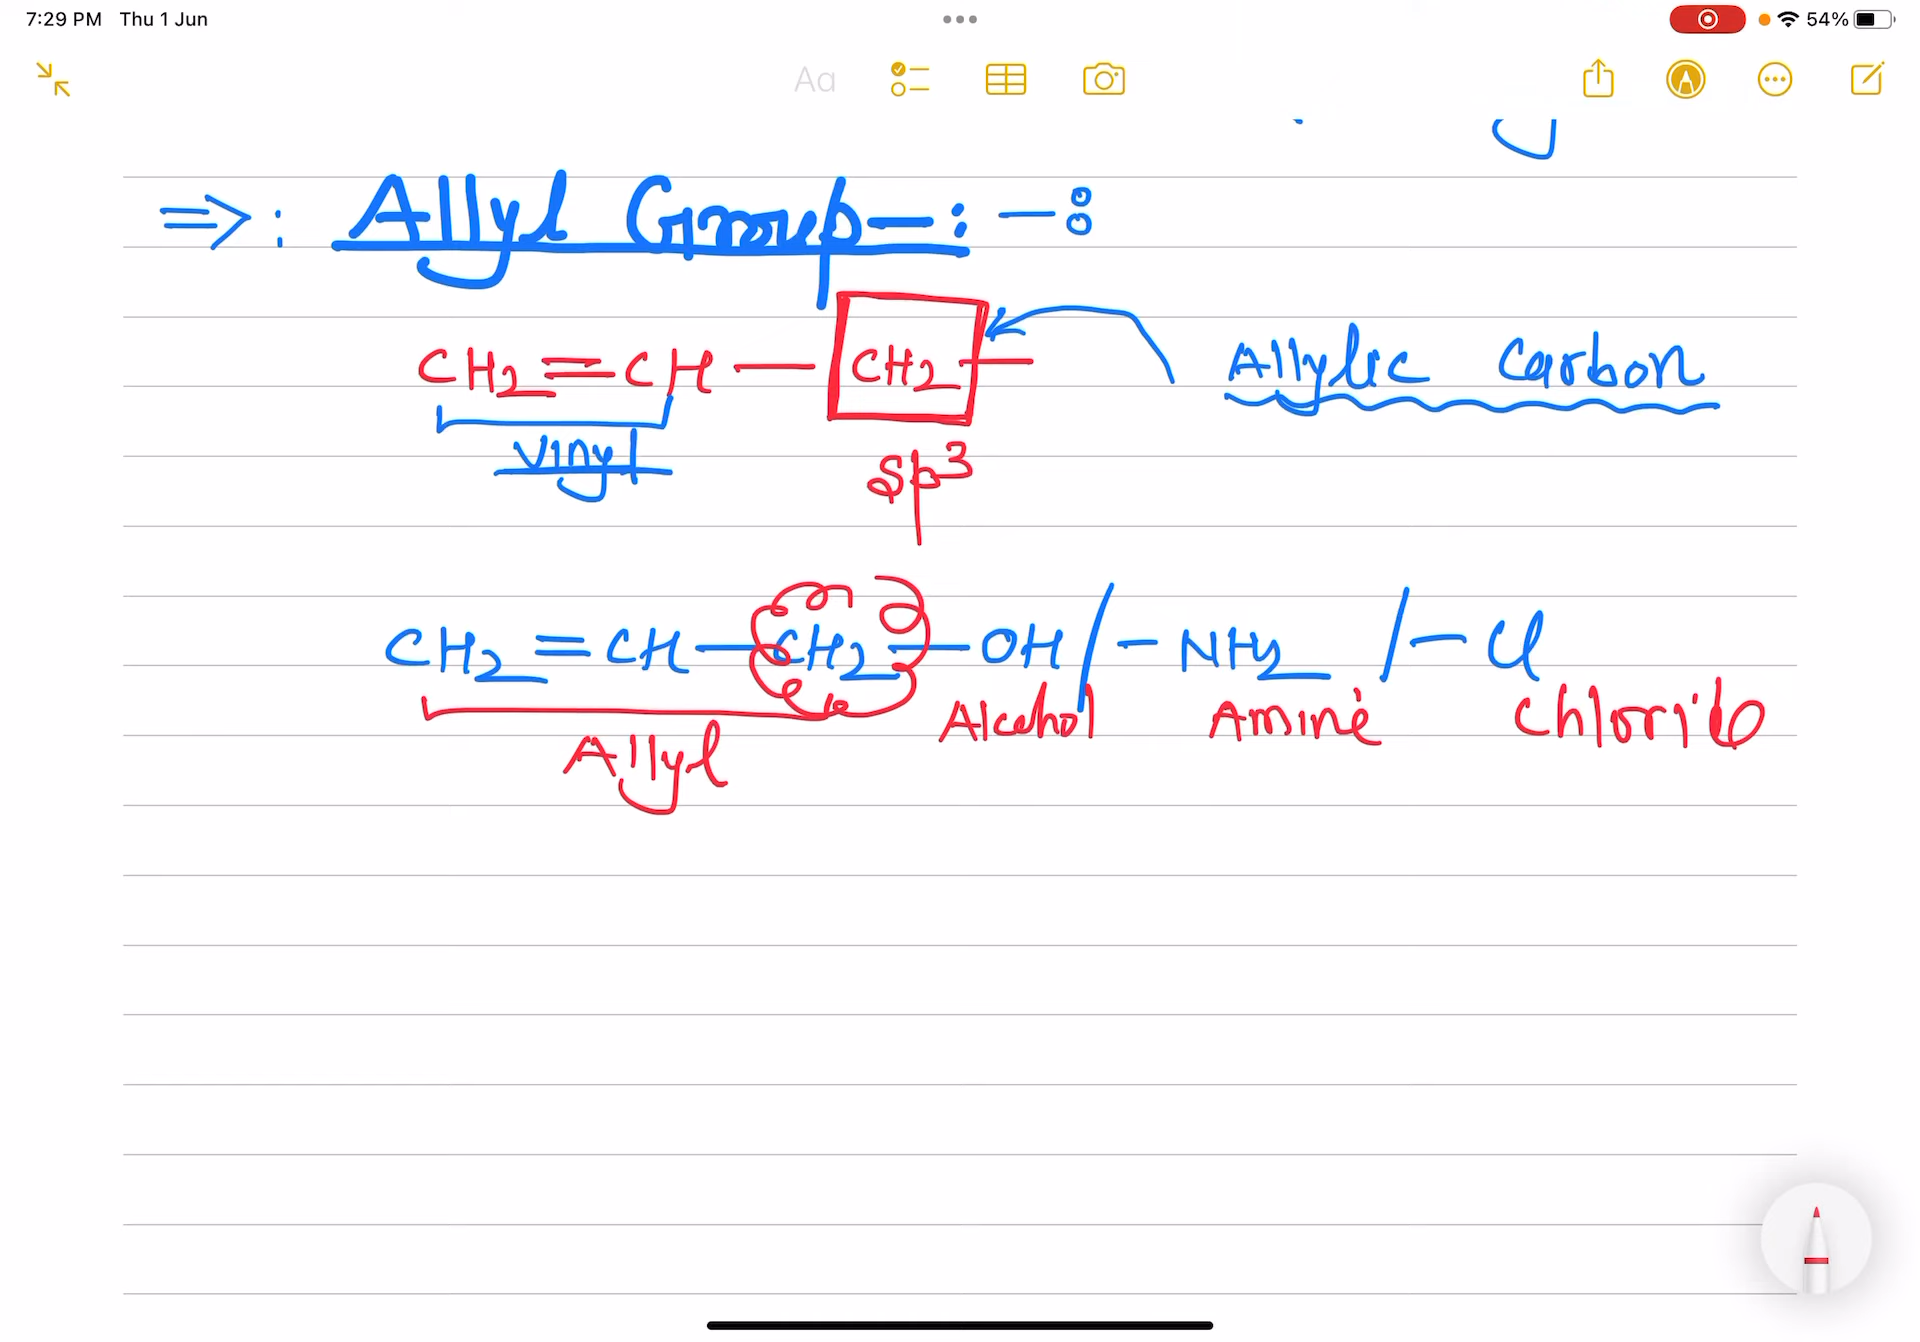 7:29 PM Thu 1 Jun 54%
Aa
=>: Allyl Group-: -:
CH2=CH-CH2- Allylic Carbon
Vinyl sp3
CH2=CH-CH2-OH/-NH2/-Cl
Allyl Alcohol Amine Chloride